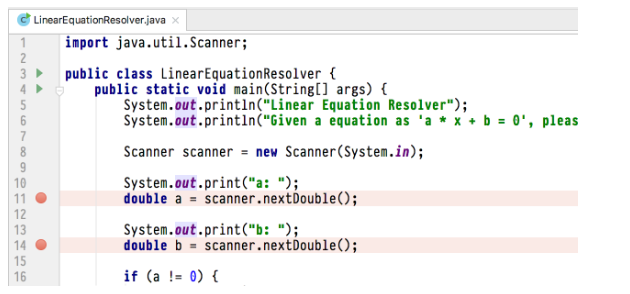 LinearEquationResolver.java
1 import java.util.Scanner;
2
3 public class LinearEquationResolver {
4 public static void main(String[] args) {
5 System.out.println("Linear Equation Resolver");
6 System.out.println("Given a equation as 'a * x + b = 0', pleas
7
8 Scanner scanner = new Scanner(System.in);
9
10 System.out.print("a: ");
11 double a = scanner.nextDouble();
12
13 System.out.print("b: ");
14 double b = scanner.nextDouble();
15
16 if (a != 0) {